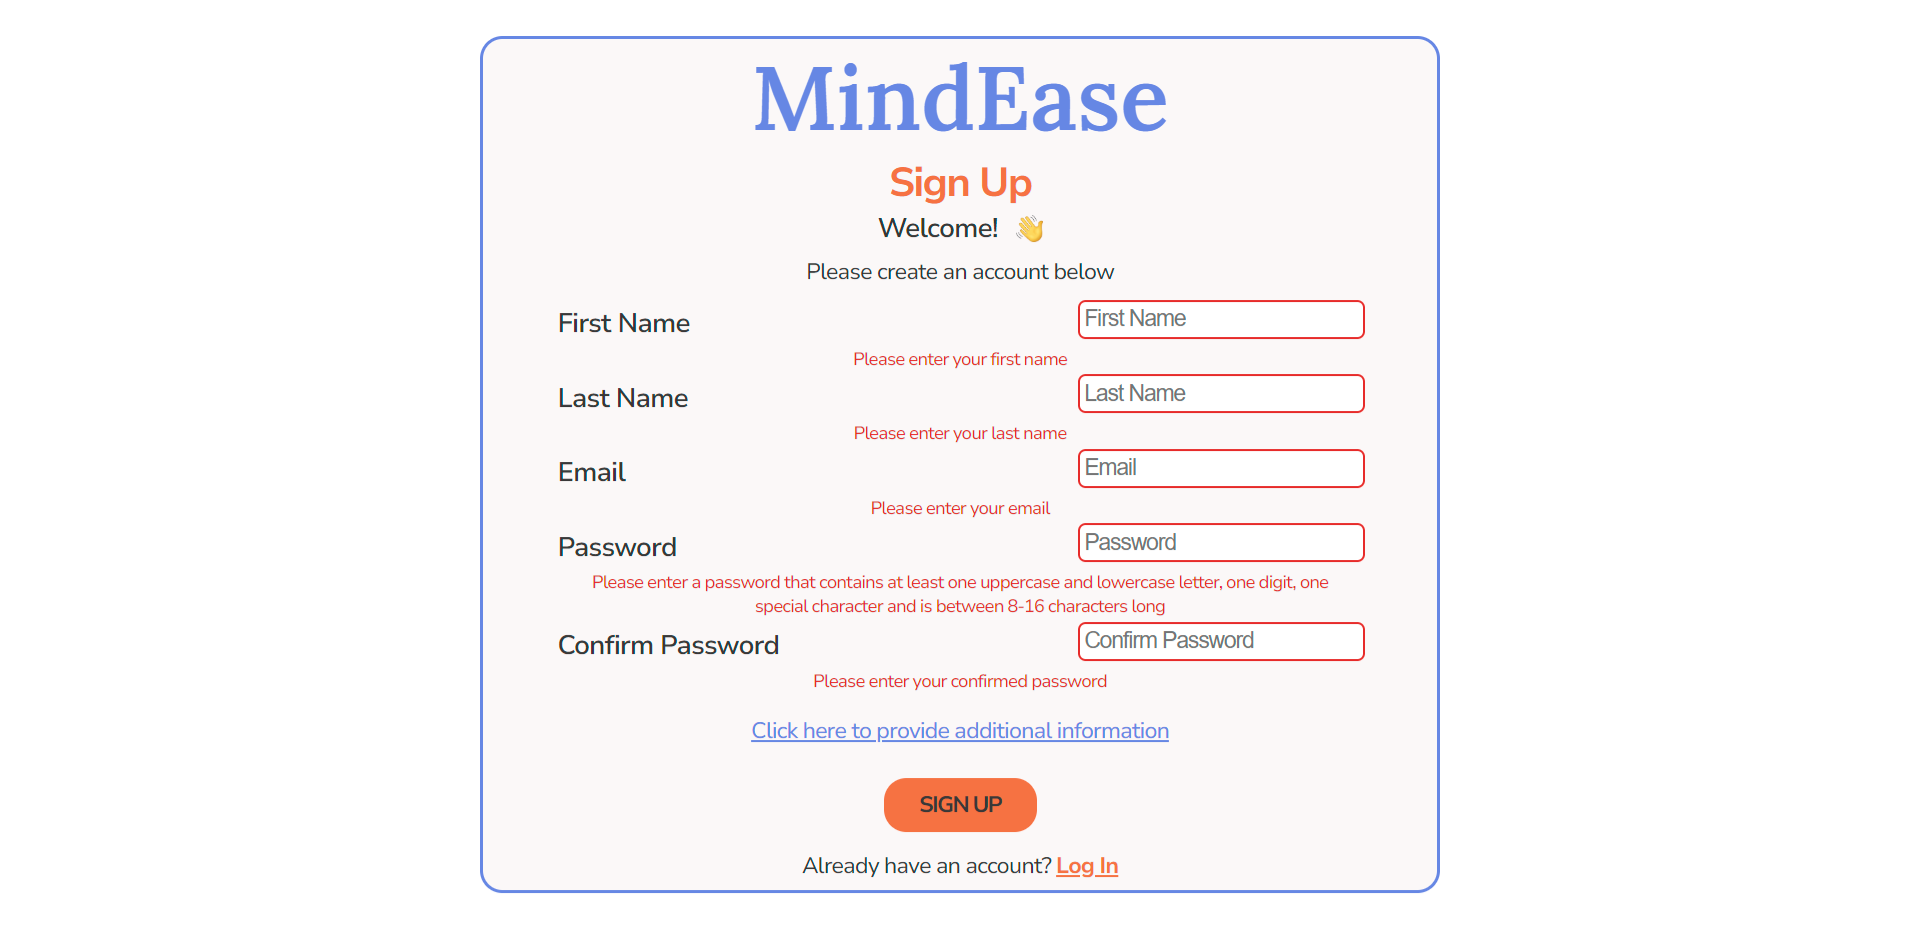 MindEase
Sign Up
Welcome! 👋
Please create an account below
First Name
First Name
Please enter your first name
Last Name
Last Name
Please enter your last name
Email
Email
Please enter your email
Password
Password
Please enter a password that contains at least one uppercase and lowercase letter, one digit, one
special character and is between 8-16 characters long
Confirm Password
Confirm Password
Please enter your confirmed password
Click here to provide additional information
SIGN UP
Already have an account? Log In